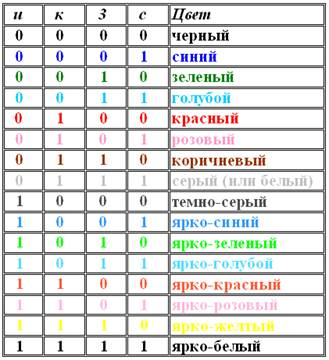 и к З с Цвет
0 0 0 0 черный
0 0 0 1 синий
0 0 1 0 зеленый
0 0 1 1 голубой
0 1 0 0 красный
0 1 0 1 розовый
0 1 1 0 коричневый
0 1 1 1 серый (или белый)
1 0 0 0 темно-серый
1 0 0 1 ярко-синий
1 0 1 0 ярко-зеленый
1 0 1 1 ярко-голубой
1 1 0 0 ярко-красный
1 1 0 1 ярко-розовый
1 1 1 0 ярко-желтый
1 1 1 1 ярко-белый